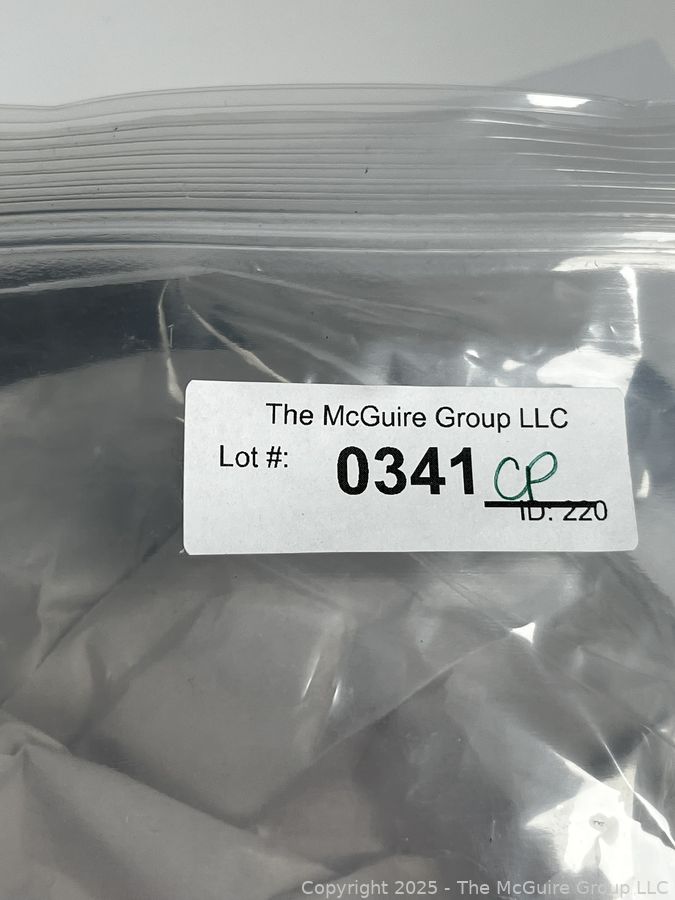 The McGuire Group LLC
Lot #: 0341 CP
ID: 220
Copyright 2025 - The McGuire Group LLC